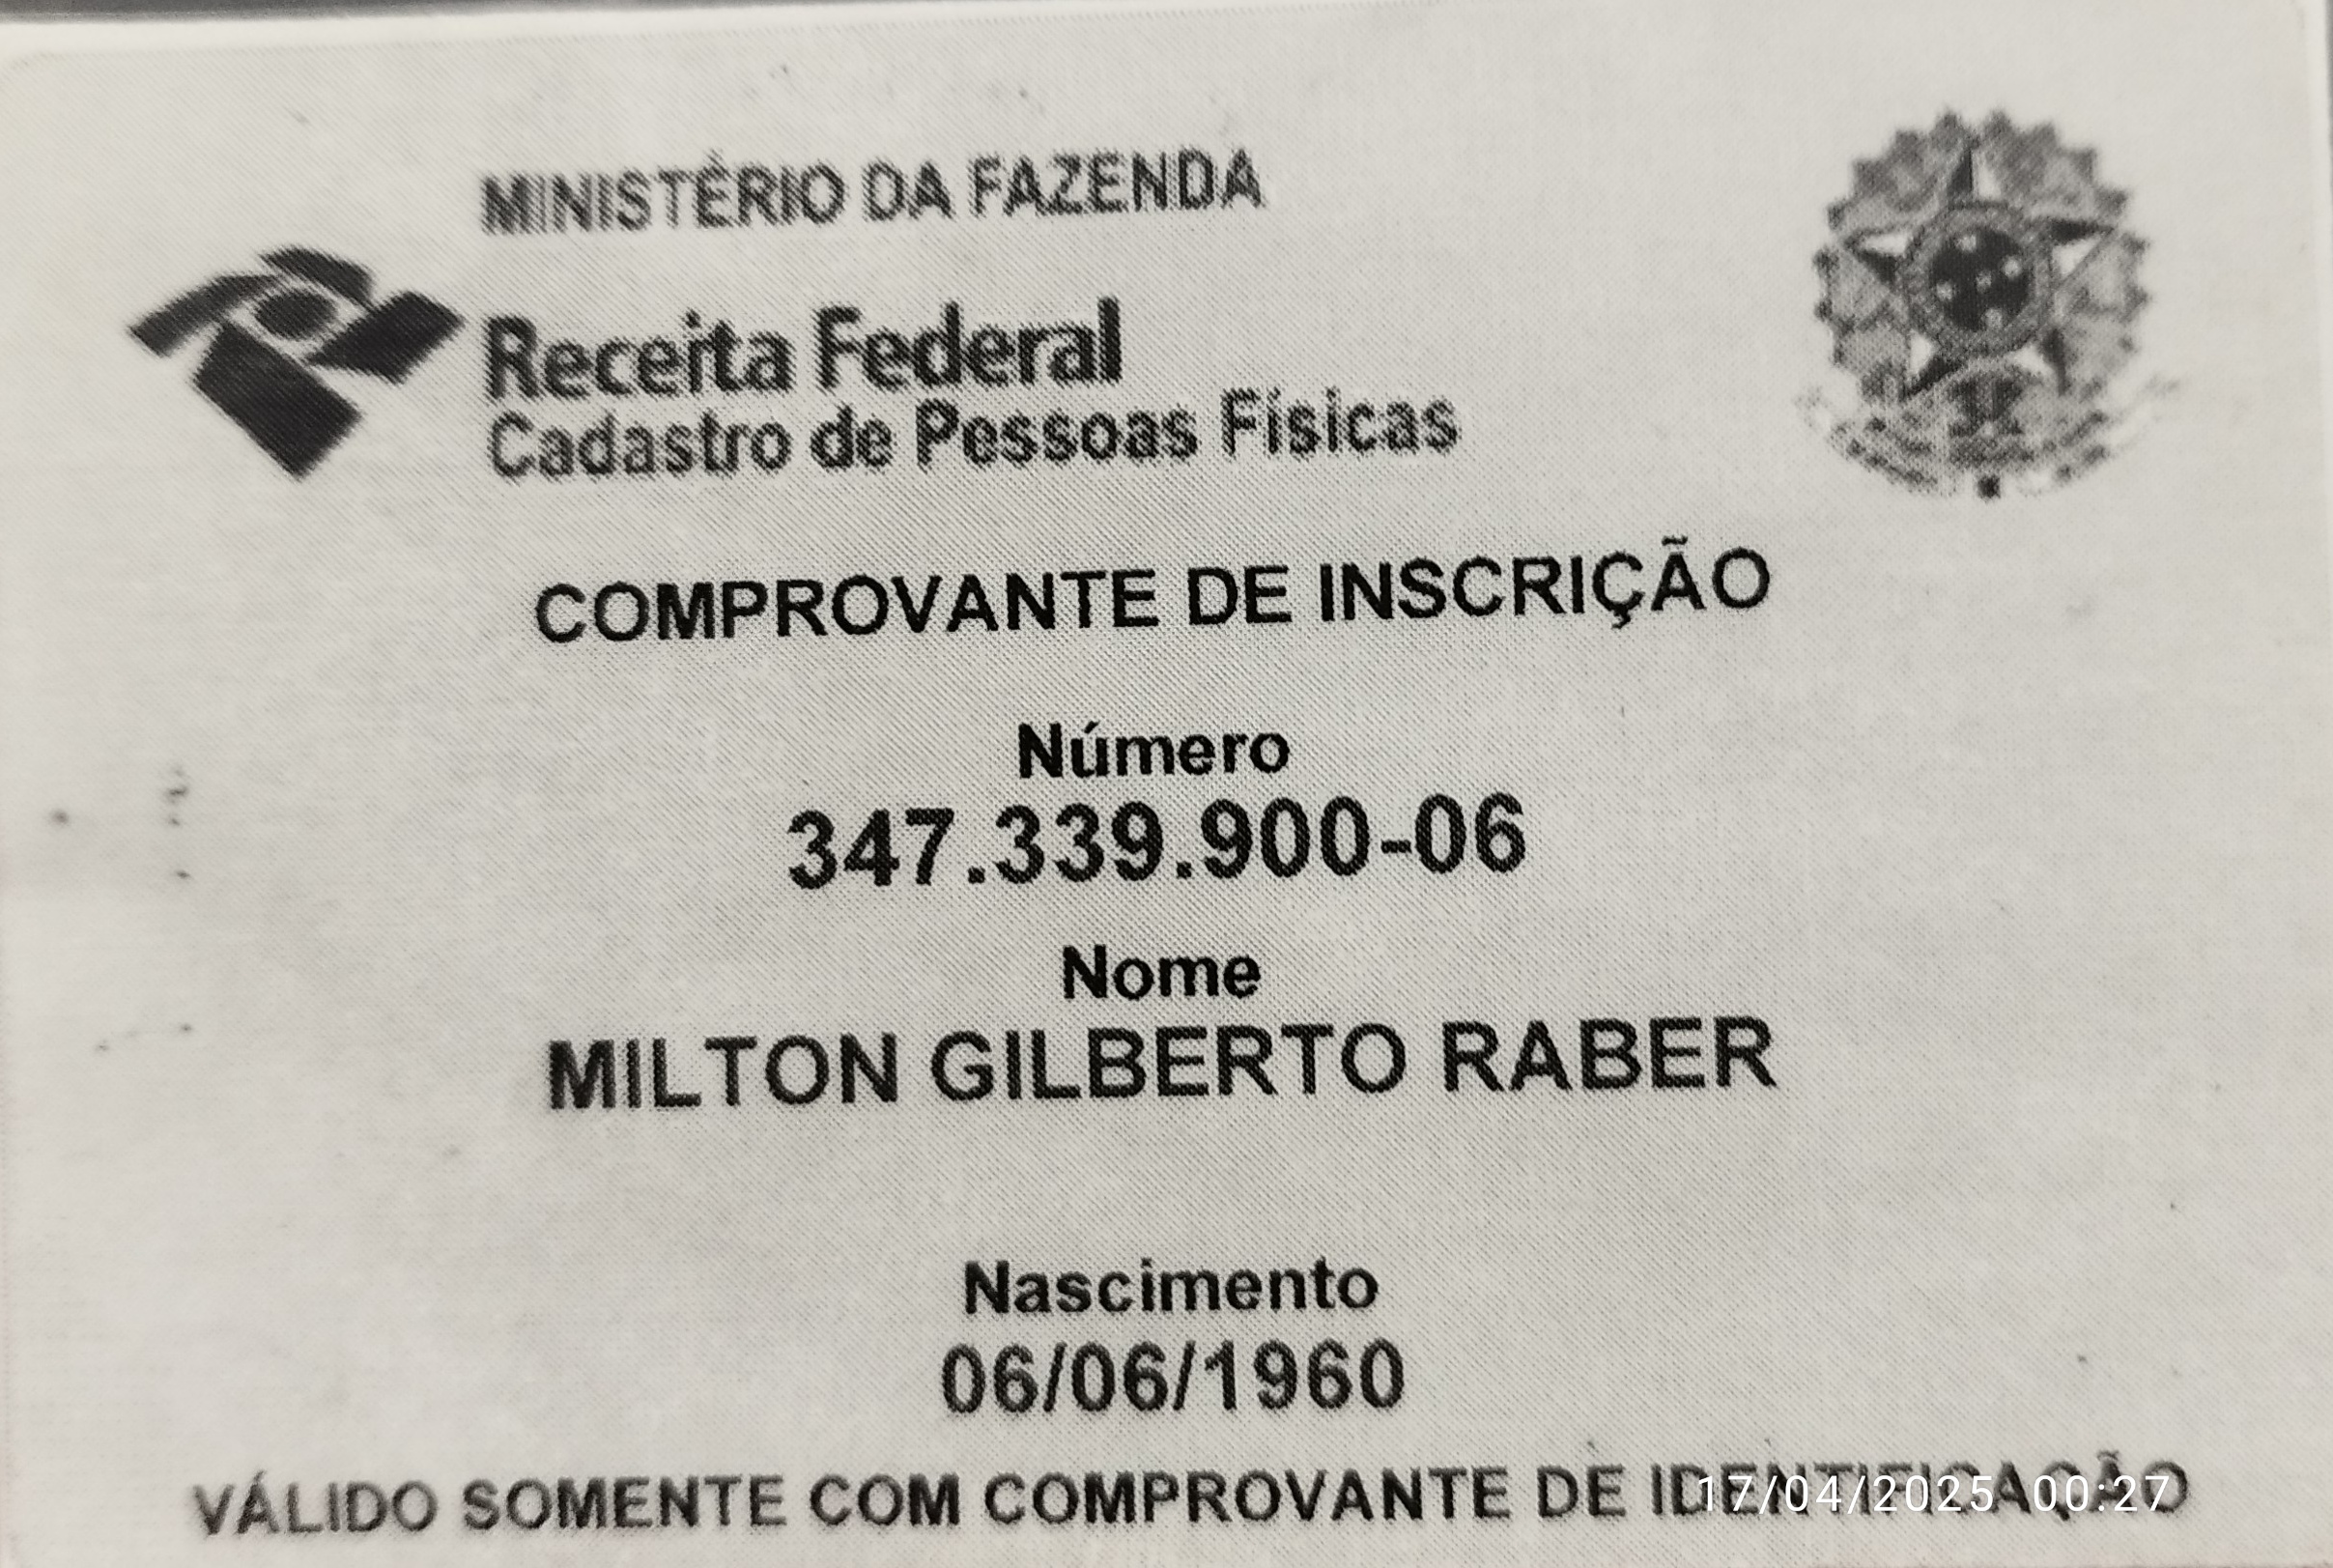 MINISTÉRIO DA FAZENDA
Receita Federal
Cadastro de Pessoas Físicas
COMPROVANTE DE INSCRIÇÃO
Número
347.339.900-06
Nome
MILTON GILBERTO RABER
Nascimento
06/06/1960
VÁLIDO SOMENTE COM COMPROVANTE DE IDENTIFICAÇÃO
17/04/2025 00:27